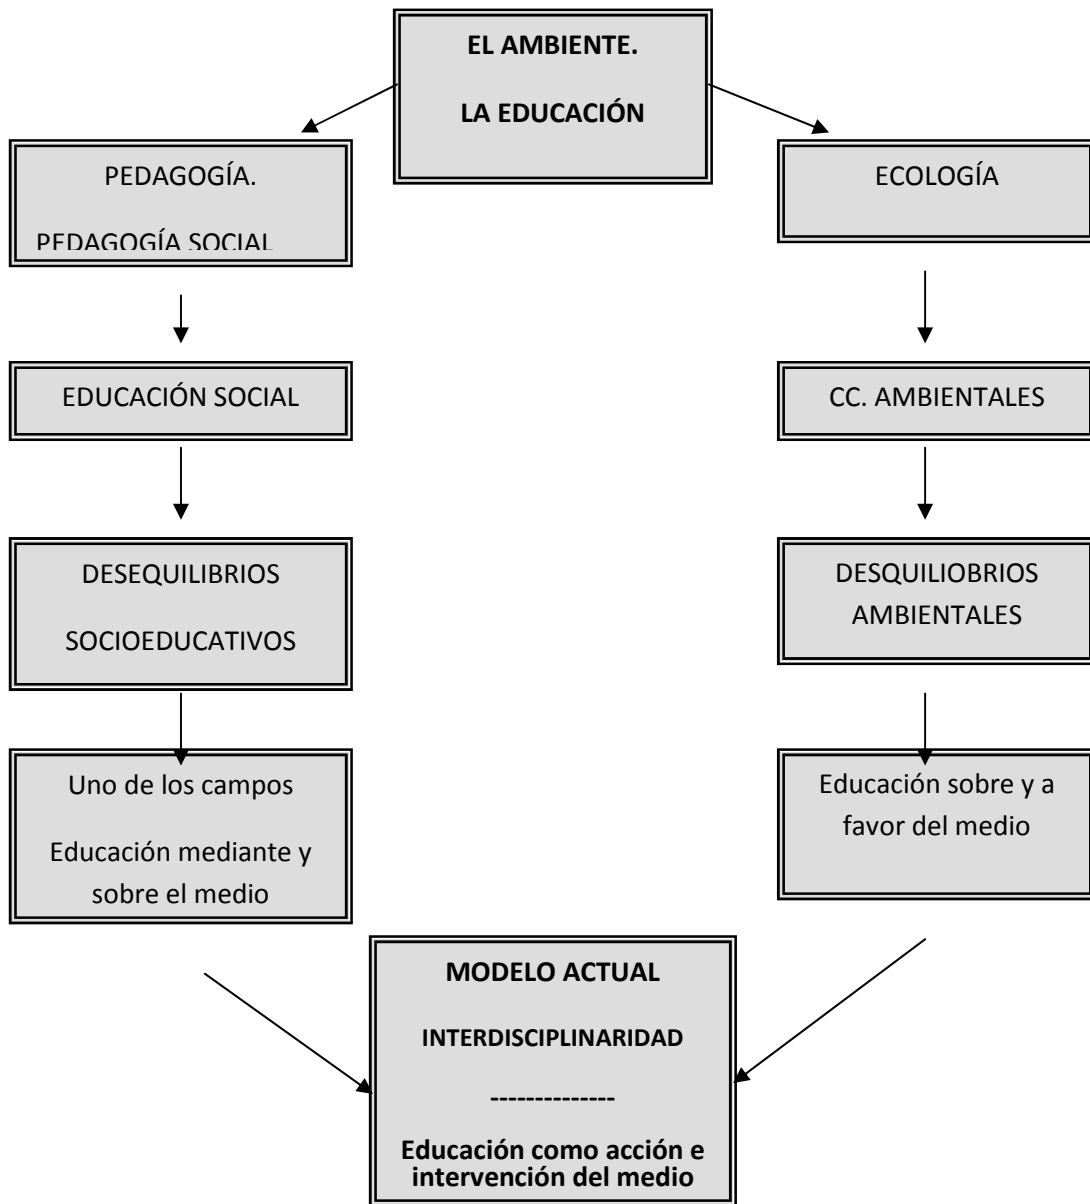 EL AMBIENTE.
LA EDUCACIÓN
PEDAGOGÍA.
PEDAGOGÍA SOCIAL
ECOLOGÍA
EDUCACIÓN SOCIAL
CC. AMBIENTALES
DESEQUILIBRIOS
SOCIOEDUCATIVOS
DESQUILIOBRIOS
AMBIENTALES
Uno de los campos
Educación mediante y
sobre el medio
Educación sobre y a
favor del medio
MODELO ACTUAL
INTERDISCIPLINARIDAD
--------------
Educación como acción e
intervención del medio